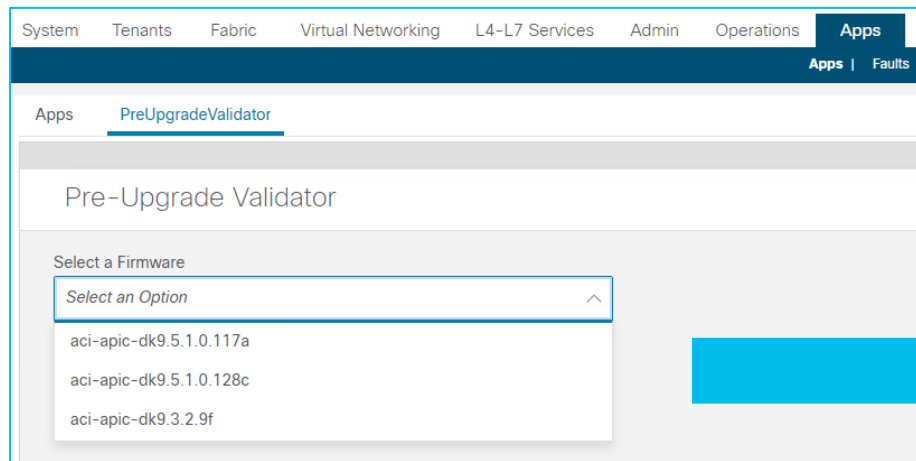 System Tenants Fabric Virtual Networking L4-L7 Services Admin Operations Apps
Apps | Faults
Apps PreUpgradeValidator
Pre-Upgrade Validator
Select a Firmware
Select an Option
aci-apic-dk9.5.1.0.117a
aci-apic-dk9.5.1.0.128c
aci-apic-dk9.3.2.9f